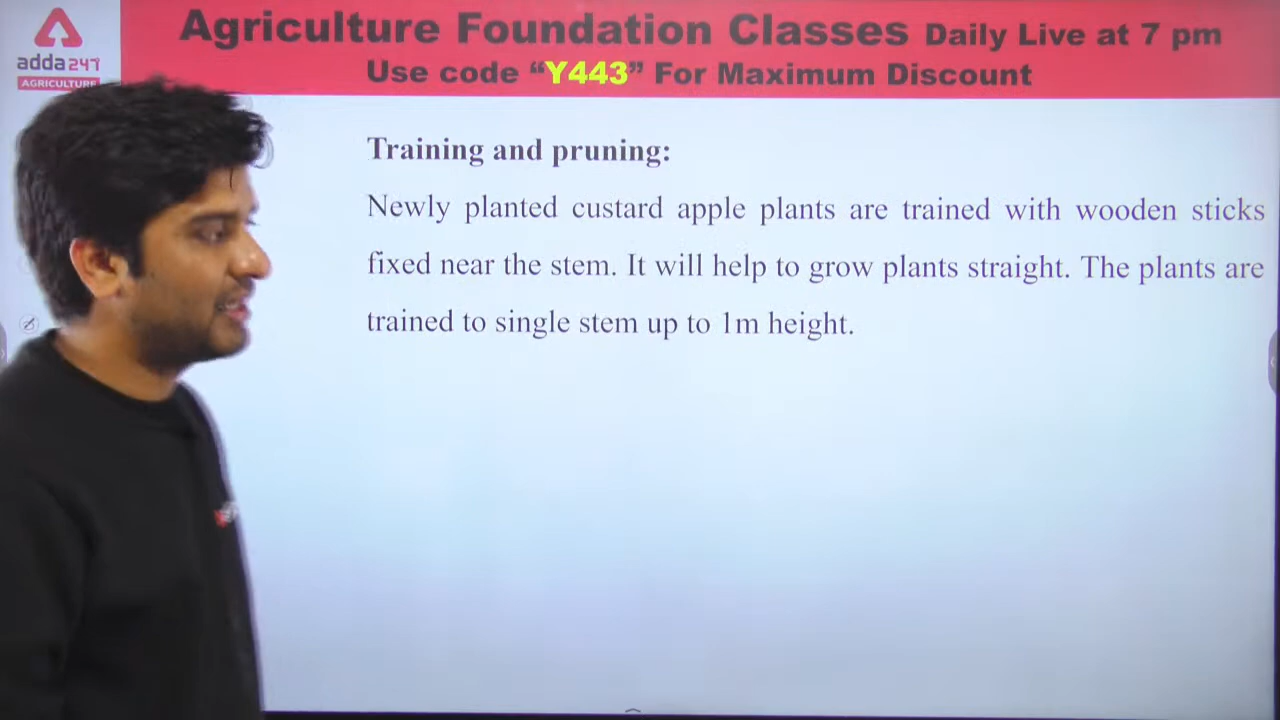 Agriculture Foundation Classes Daily Live at 7 pm
Use code “Y443” For Maximum Discount
adda247
AGRICULTURE
Training and pruning:
Newly planted custard apple plants are trained with wooden sticks
fixed near the stem. It will help to grow plants straight. The plants are
trained to single stem up to 1m height.